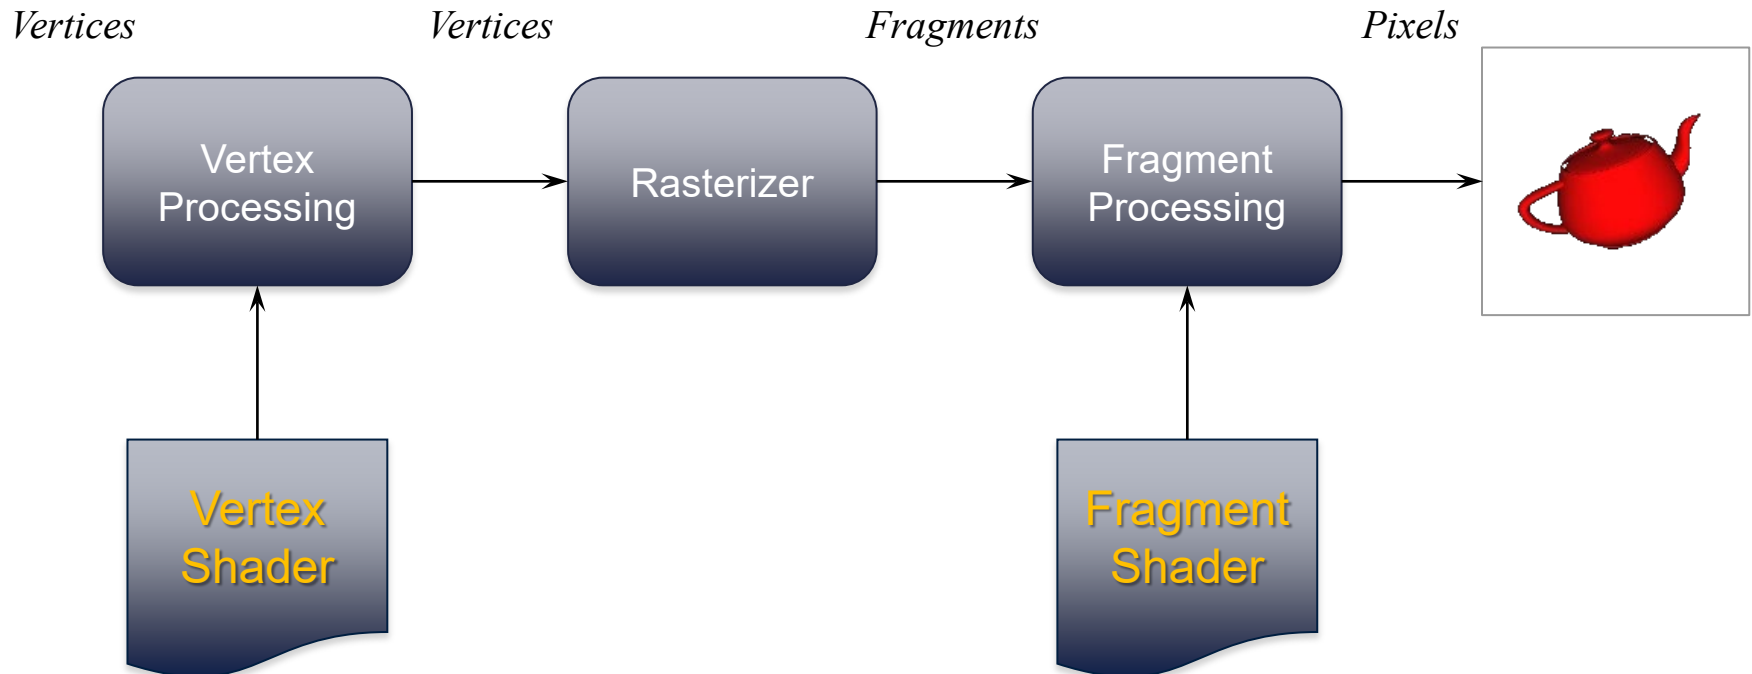 Vertices
Vertices
Fragments
Pixels
Vertex
Processing
Rasterizer
Fragment
Processing
Vertex
Shader
Fragment
Shader